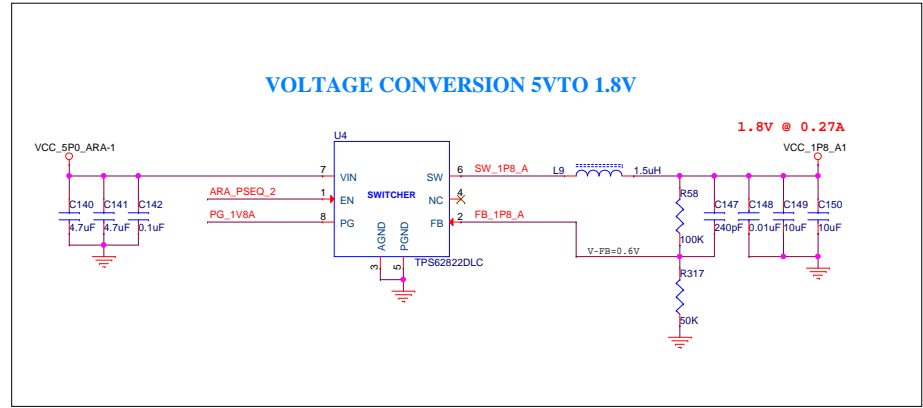 VOLTAGE CONVERSION 5VTO 1.8V
1.8V @ 0.27A
VCC_5P0_ARA-1
VCC_1P8_A1
U4
7
VIN
SW
6
SW_1P8_A
L9
1.5uH
ARA_PSEQ_2
1
EN
SWITCHER
NC
4
PG_1V8A
8
PG
FB
2
FB_1P8_A
AGND
PGND
3
5
TPS62822DLC
C140
4.7uF
C141
4.7uF
C142
0.1uF
R58
100K
C147
240pF
C148
0.01uF
C149
10uF
C150
10uF
V-FB=0.6V
R317
50K